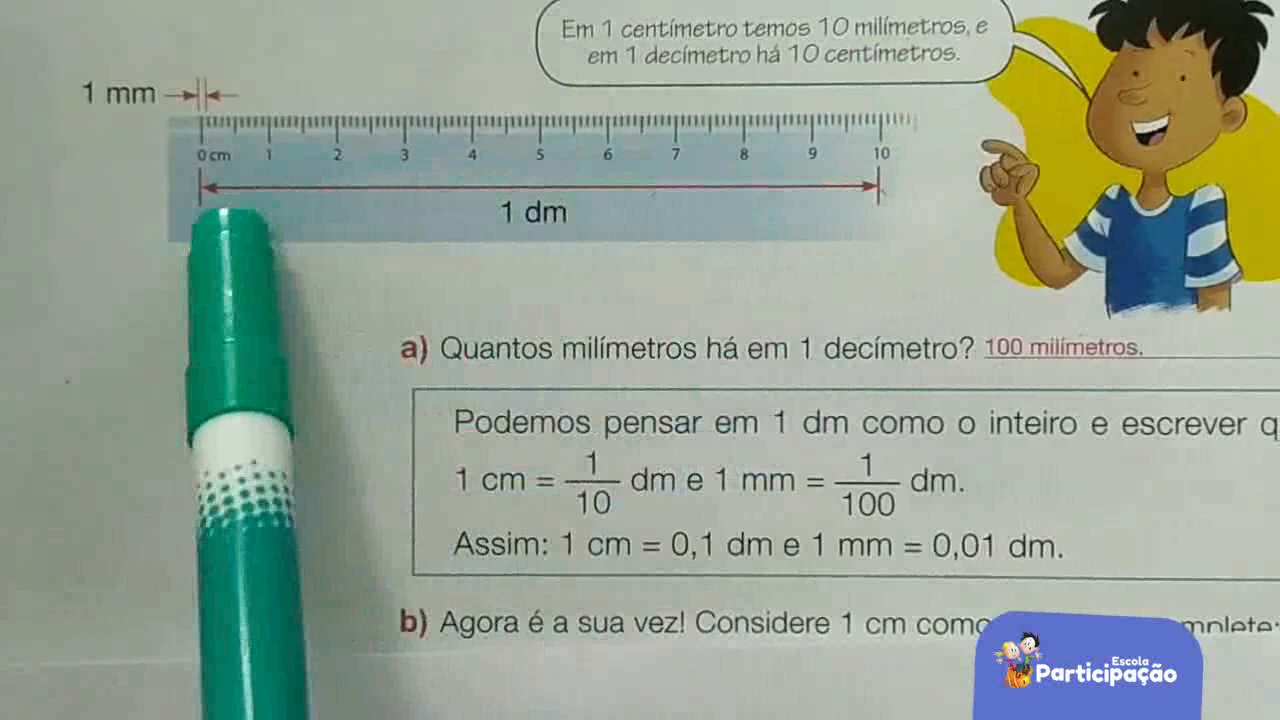 Em 1 centímetro temos 10 milímetros, e
em 1 decímetro há 10 centímetros.
1 mm
0 cm 1 2 3 4 5 6 7 8 9 10
1 dm
a) Quantos milímetros há em 1 decímetro? 100 milímetros.
Podemos pensar em 1 dm como o inteiro e escrever q
1 cm = 1/10 dm e 1 mm = 1/100 dm.
Assim: 1 cm = 0,1 dm e 1 mm = 0,01 dm.
b) Agora é a sua vez! Considere 1 cm como
Escola
Participação